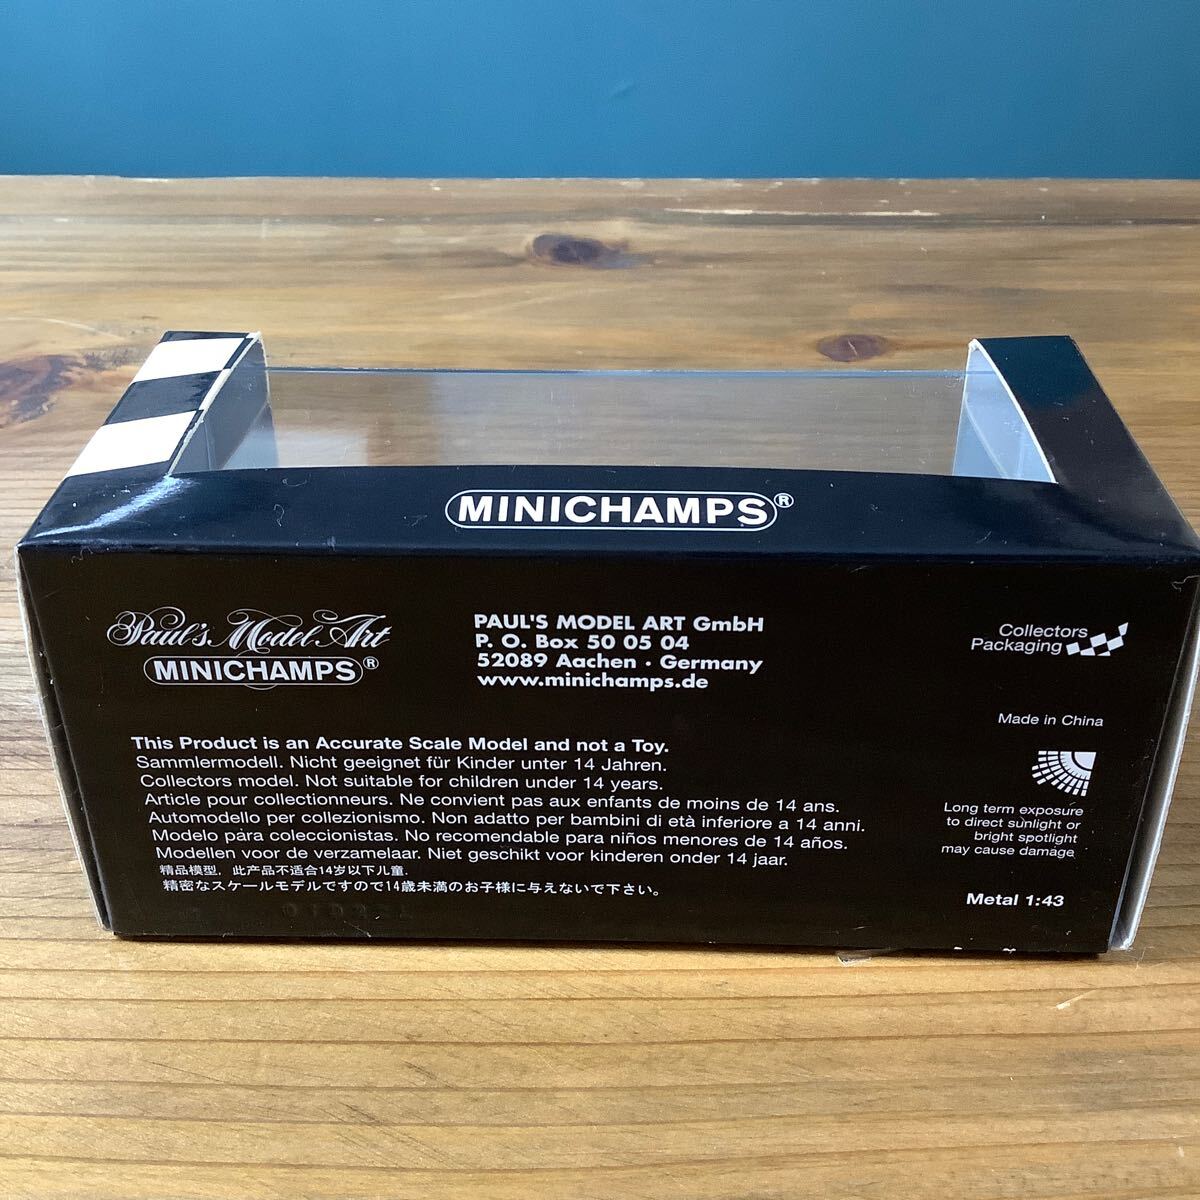 MINICHAMPS®
Paul's Model Art
MINICHAMPS®
PAUL'S MODEL ART GmbH
P. O. Box 50 05 04
52089 Aachen · Germany
www.minichamps.de
Collectors
Packaging
Made in China
This Product is an Accurate Scale Model and not a Toy.
Sammlermodell. Nicht geeignet für Kinder unter 14 Jahren.
Collectors model. Not suitable for children under 14 years.
Article pour collectionneurs. Ne convient pas aux enfants de moins de 14 ans.
Automodello per collezionismo. Non adatto per bambini di età inferiore a 14 anni.
Modelo para coleccionistas. No recomendable para niños menores de 14 años.
Modellen voor de verzamelaar. Niet geschikt voor kinderen onder 14 jaar.
精品模型，此产品不适合14岁以下儿童.
精密なスケールモデルですので14歳未満のお子様に与えないで下さい。
Long term exposure
to direct sunlight or
bright spotlight
may cause damage
Metal 1:43